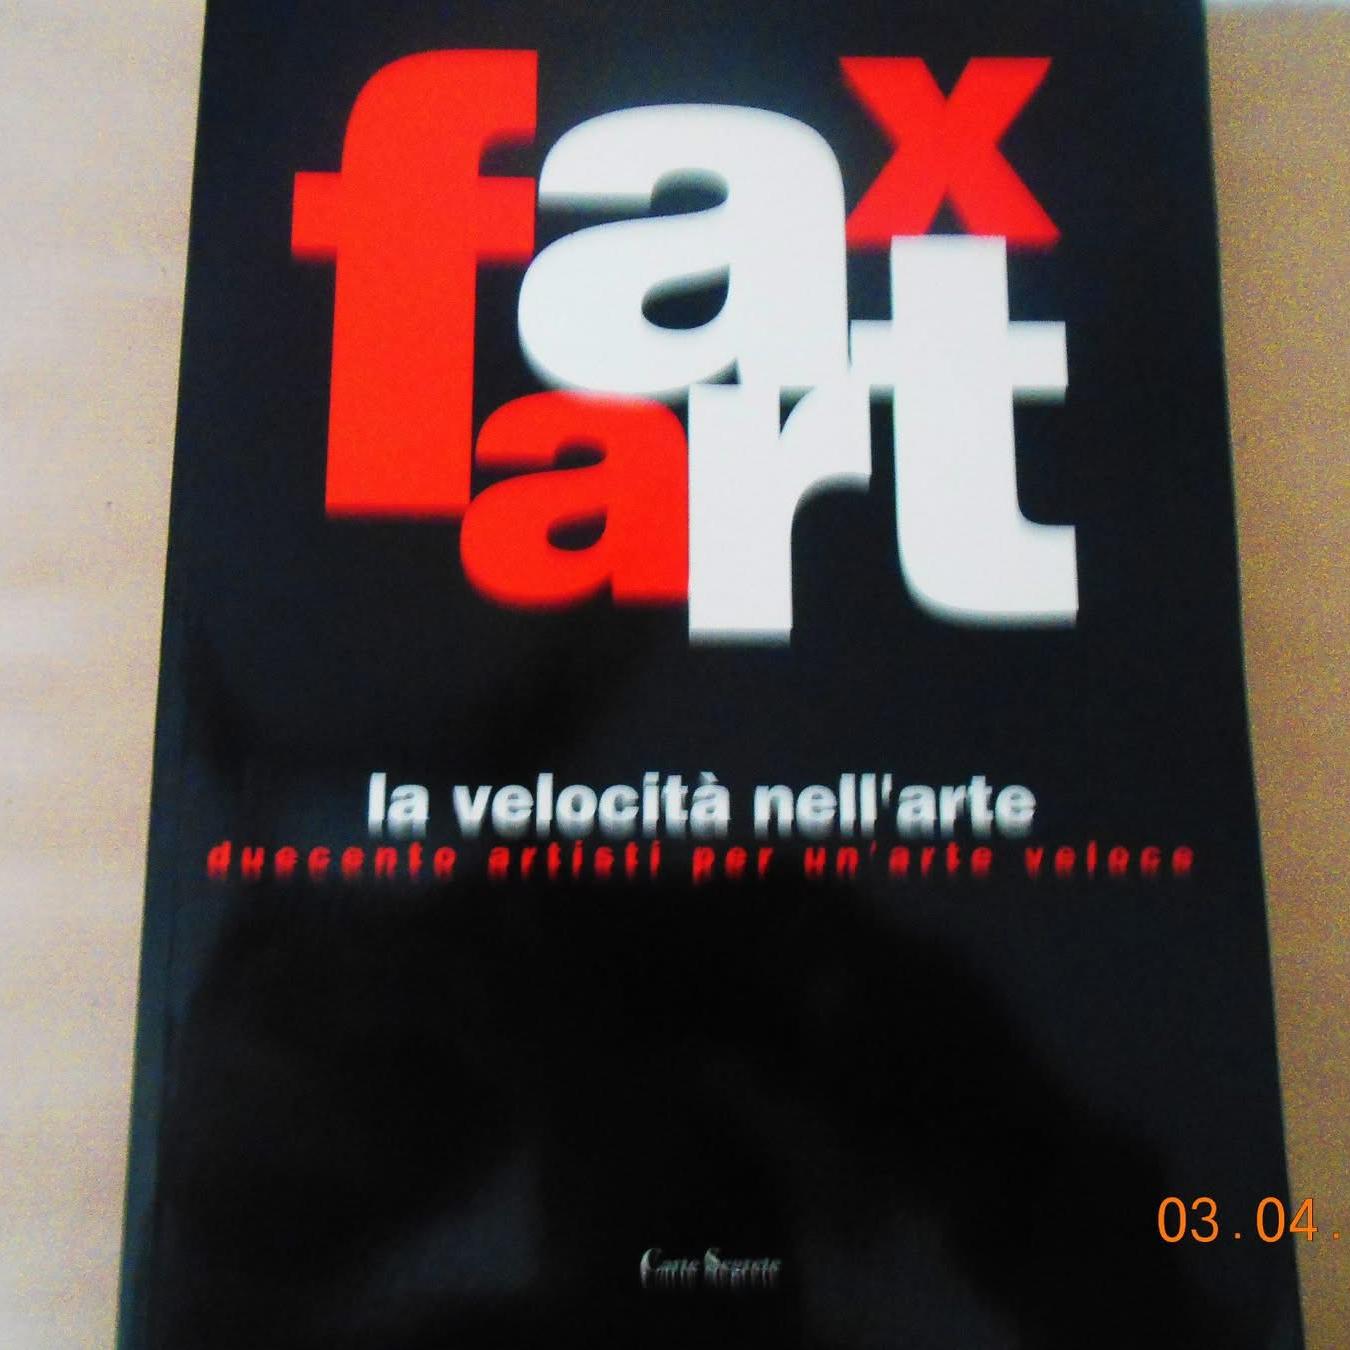 fax
art
la velocità nell'arte
duecento artisti per un'arte veloce
Carte Segrete
03.04.